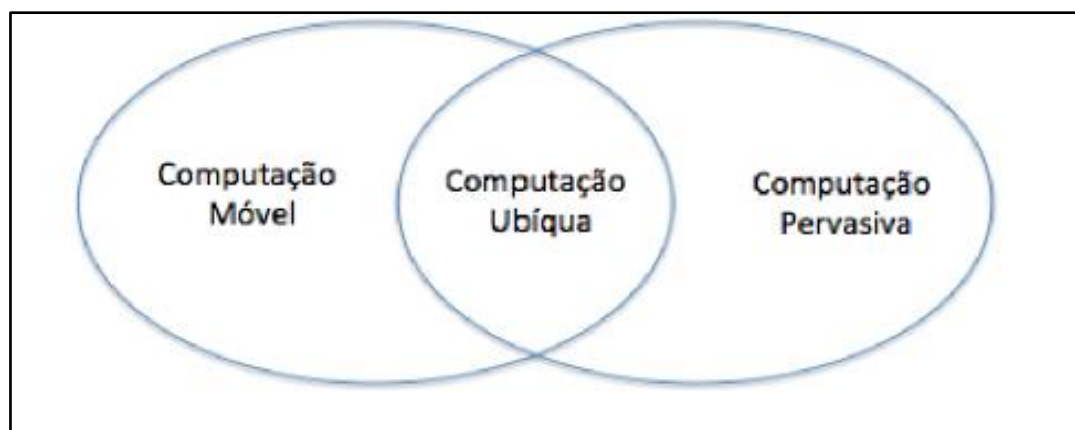 Computação
Móvel
Computação
Ubíqua
Computação
Pervasiva